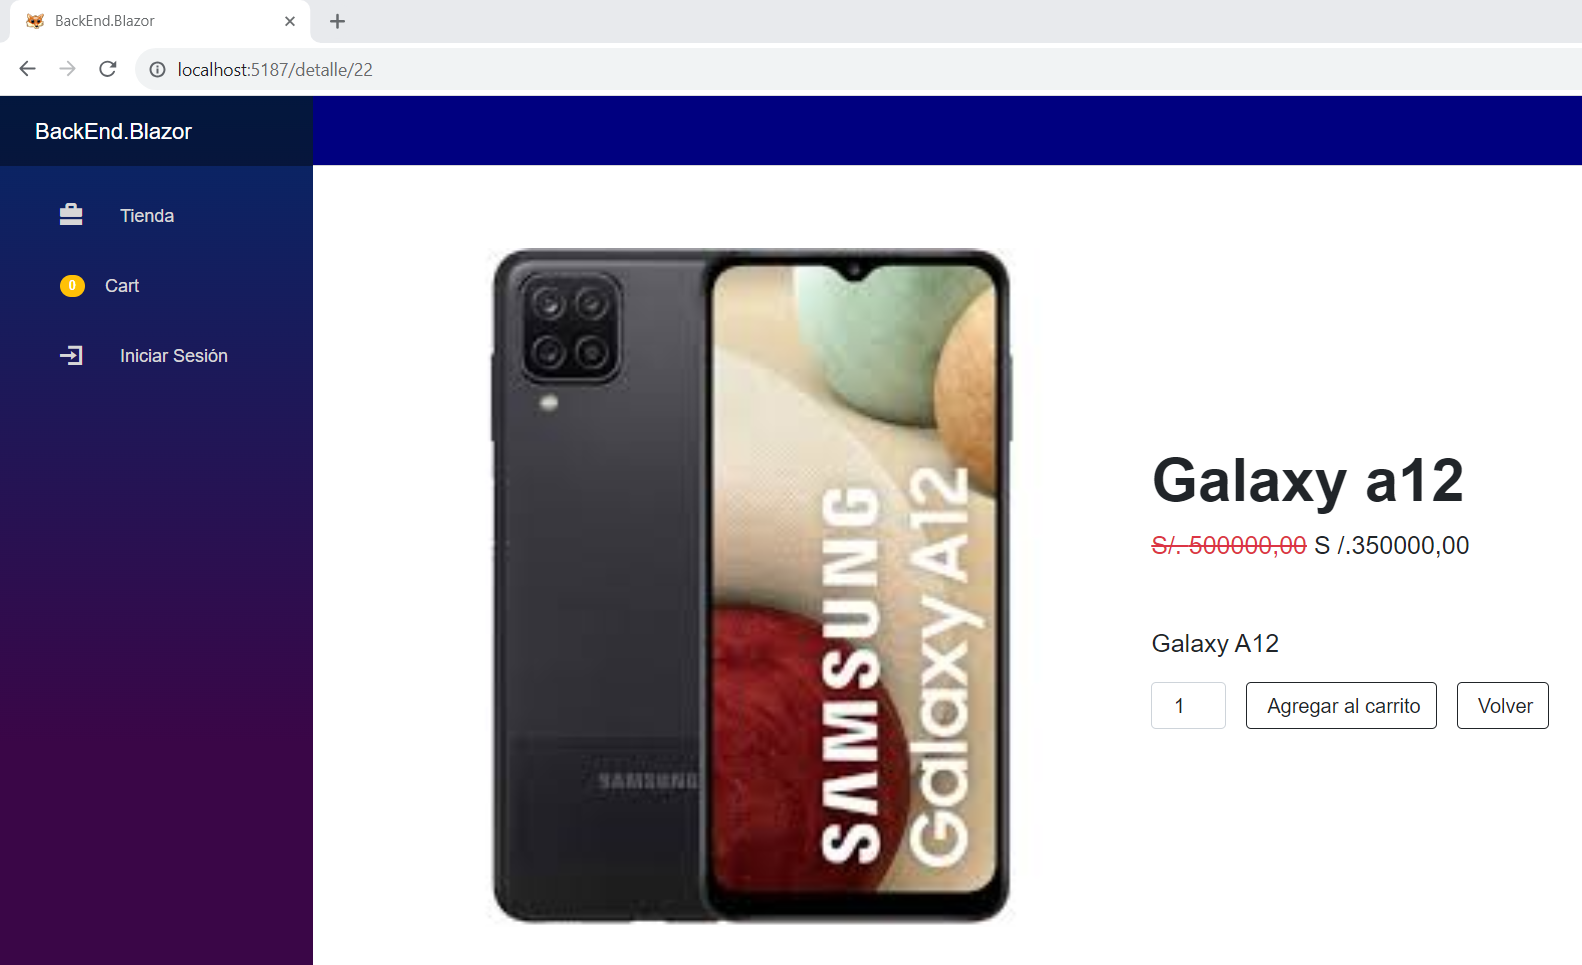 BackEnd.Blazor
localhost:5187/detalle/22
BackEnd.Blazor
Tienda
0 Cart
Iniciar Sesión
SAMSUNG
SAMSUNG
Galaxy A12
Galaxy a12
S/. 500000,00 S /.350000,00
Galaxy A12
1 Agregar al carrito Volver